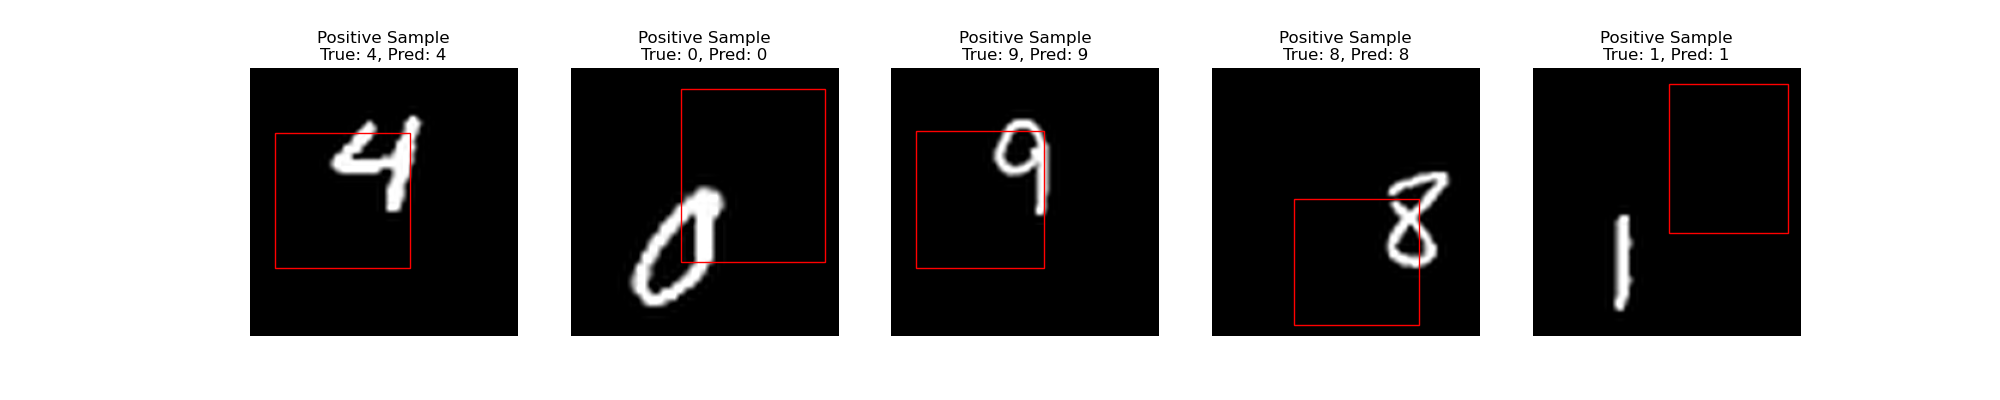 Positive Sample
True: 4, Pred: 4
Positive Sample
True: 0, Pred: 0
Positive Sample
True: 9, Pred: 9
Positive Sample
True: 8, Pred: 8
Positive Sample
True: 1, Pred: 1
4
0
9
8
1